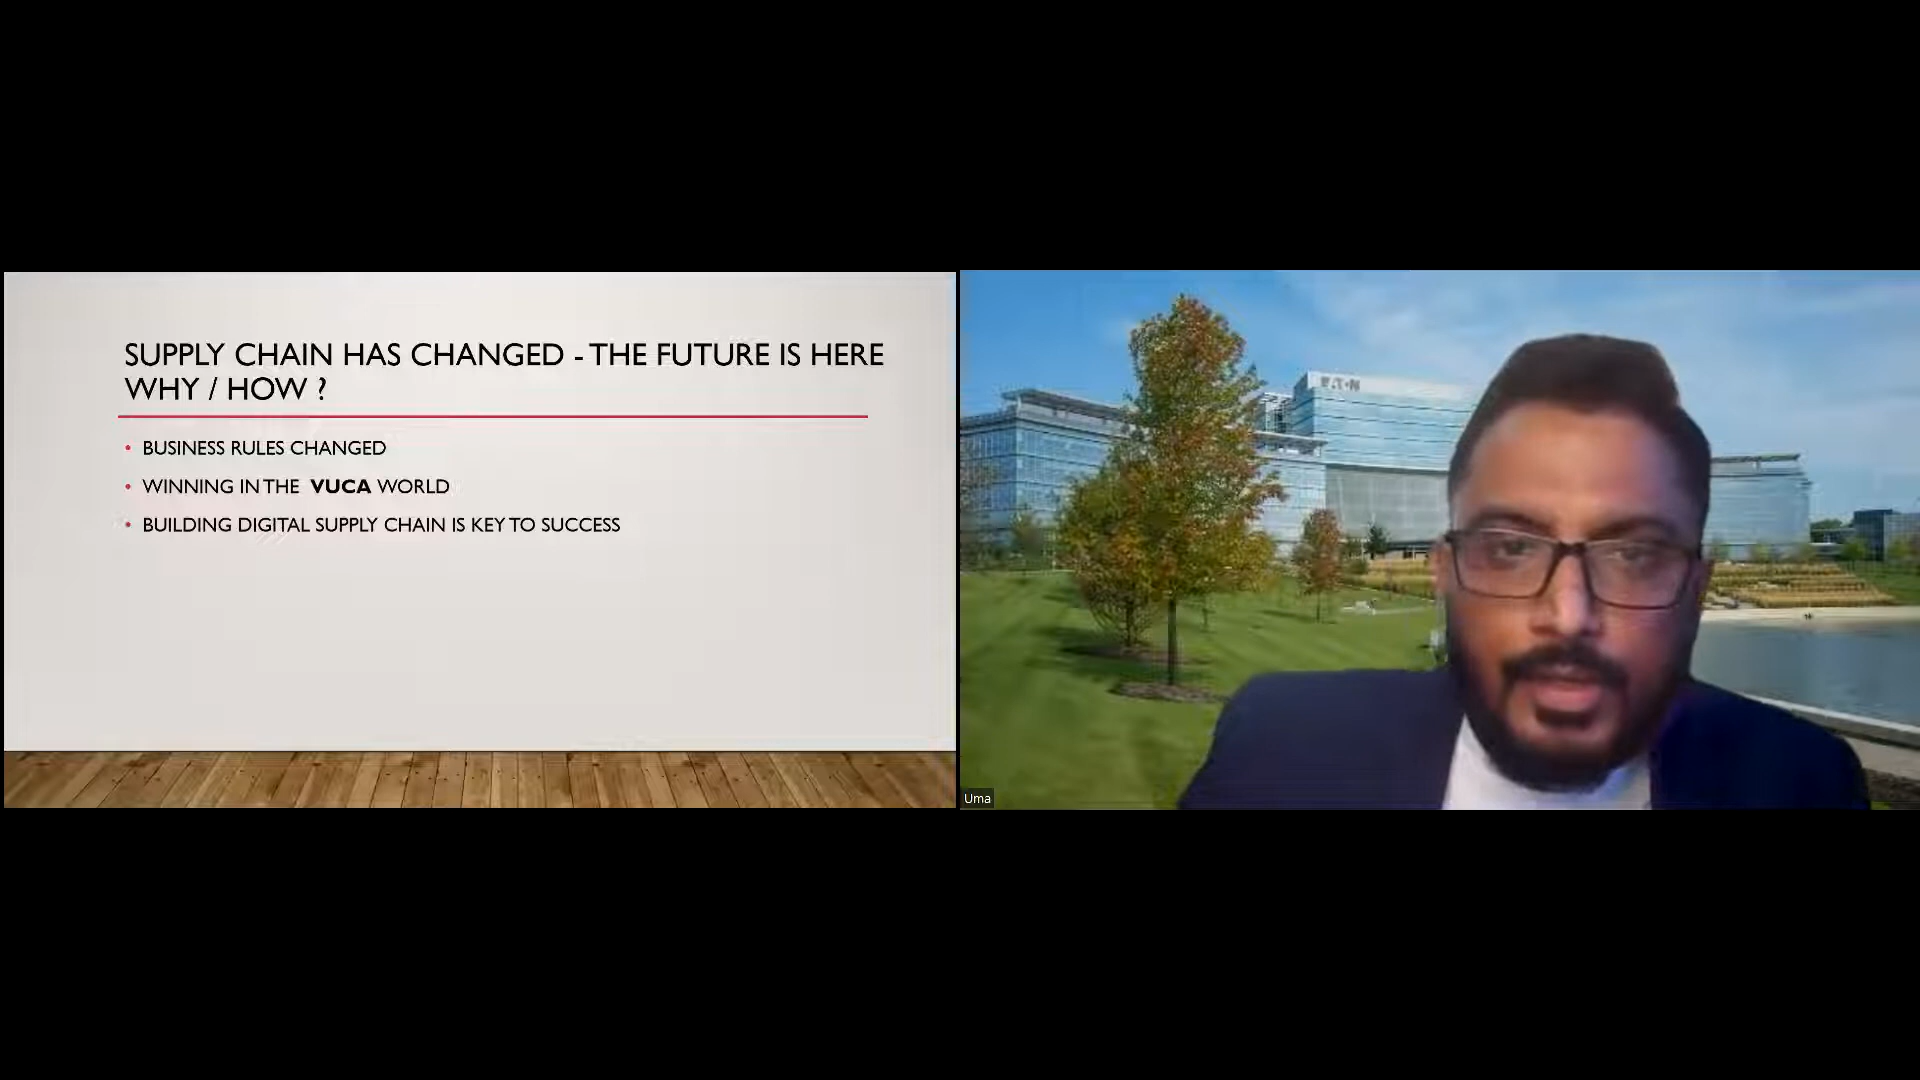 SUPPLY CHAIN HAS CHANGED - THE FUTURE IS HERE
WHY / HOW ?
• BUSINESS RULES CHANGED
• WINNING IN THE VUCA WORLD
• BUILDING DIGITAL SUPPLY CHAIN IS KEY TO SUCCESS
EATON
Uma